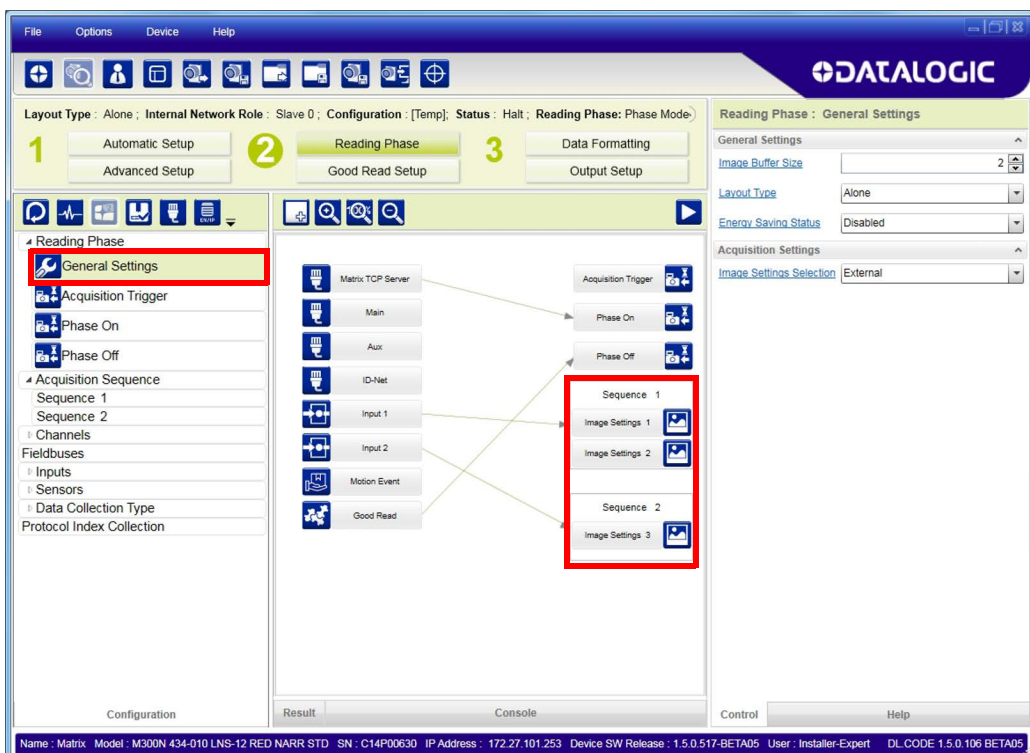 File Options Device Help
DATALOGIC
Layout Type : Alone ; Internal Network Role : Slave 0 ; Configuration : [Temp]; Status : Halt ; Reading Phase: Phase Mode
1 Automatic Setup 2 Reading Phase 3 Data Formatting
Advanced Setup Good Read Setup Output Setup
EN/IP
Reading Phase
General Settings
Acquisition Trigger
Phase On
Phase Off
Acquisition Sequence
Sequence 1
Sequence 2
Channels
Fieldbuses
Inputs
Sensors
Data Collection Type
Protocol Index Collection
Configuration
100%
Matrix TCP Server
Main
Aux
ID-Net
Input 1
Input 2
Motion Event
Good Read
Acquisition Trigger
Phase On
Phase Off
Sequence 1
Image Settings 1
Image Settings 2
Sequence 2
Image Settings 3
Result Console
Reading Phase : General Settings
General Settings
Image Buffer Size 2
Layout Type Alone
Energy Saving Status Disabled
Acquisition Settings
Image Settings Selection External
Control Help
Name : Matrix Model : M300N 434-010 LNS-12 RED NARR STD SN : C14P00630 IP Address : 172.27.101.253 Device SW Release : 1.5.0.517-BETA05 User : Installer-Expert DL.CODE 1.5.0.106 BETA05